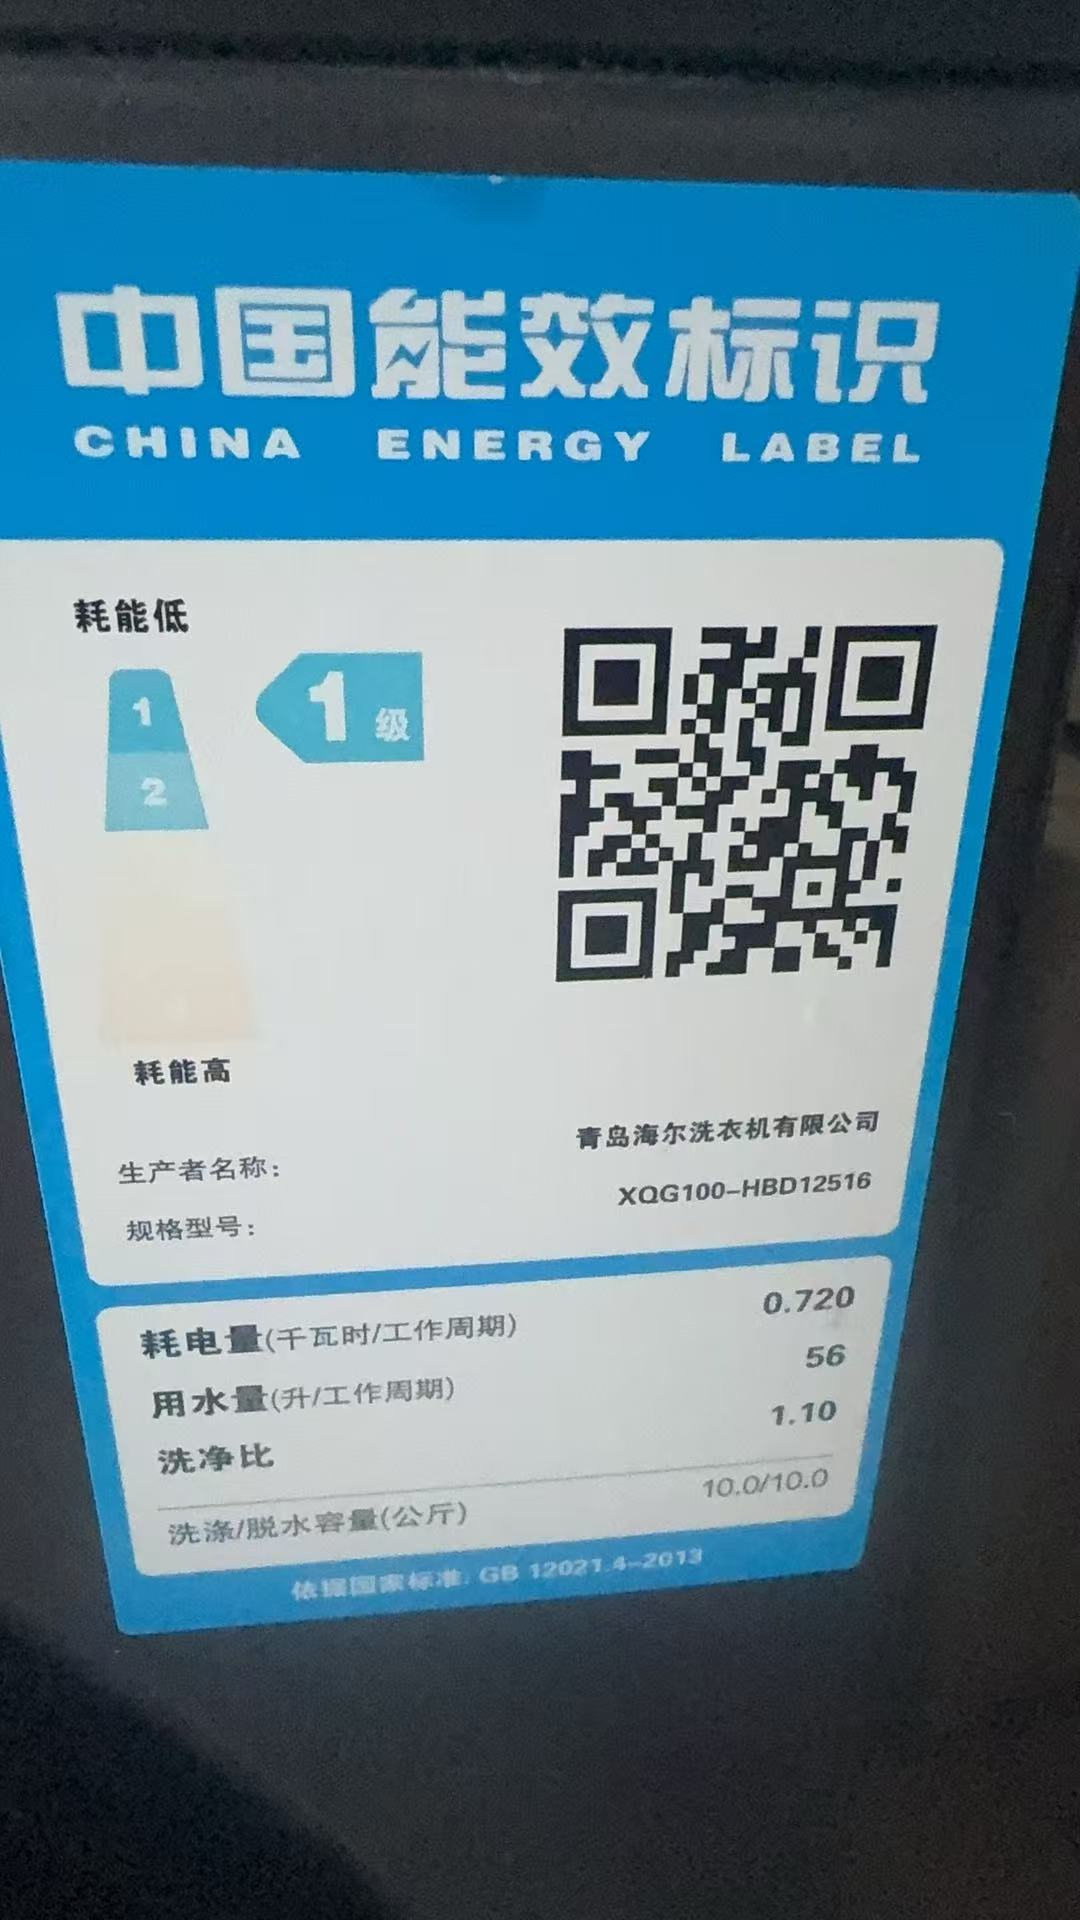 中国能效标识
CHINA ENERGY LABEL
耗能低
1
1级
2
耗能高
生产者名称: 青岛海尔洗衣机有限公司
规格型号: XQG100-HBD12516
耗电量(千瓦时/工作周期) 0.720
用水量(升/工作周期) 56
洗净比 1.10
洗涤/脱水容量(公斤) 10.0/10.0
依据国家标准: GB 12021.4-2013